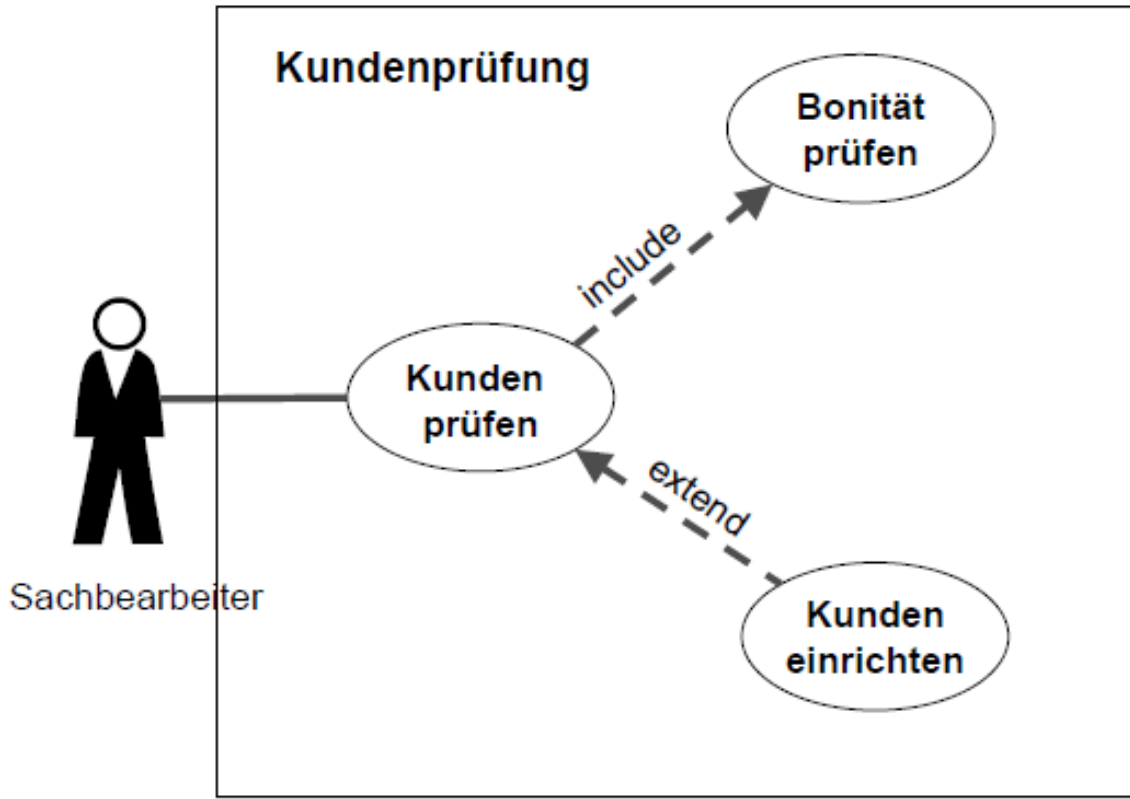 Kundenprüfung
Bonität
prüfen
include
Kunden
prüfen
extend
Sachbearbeiter
Kunden
einrichten